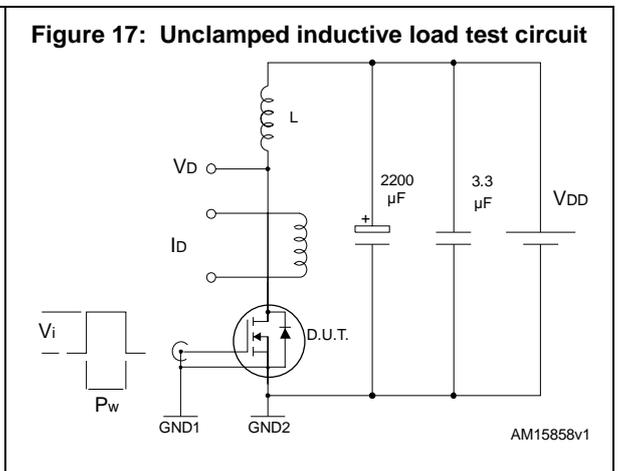 Figure 17: Unclamped inductive load test circuit
L
VD
2200
µF
3.3
µF
VDD
+
ID
Vi
D.U.T.
Pw
GND1
GND2
AM15858v1